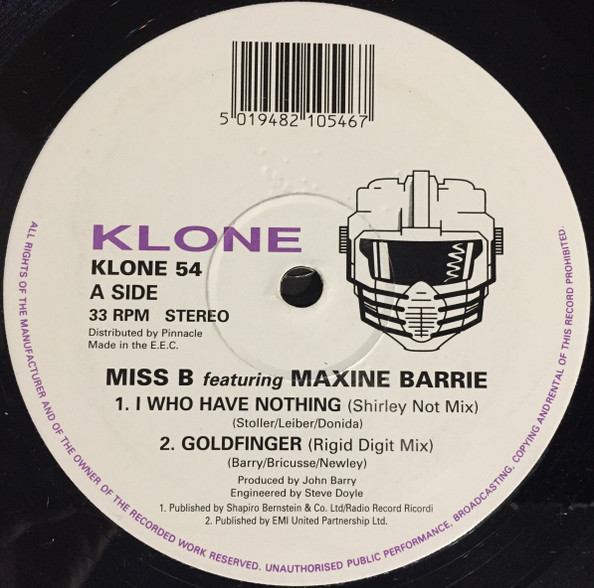 5 019482 105467
KLONE
KLONE 54
A SIDE
33 RPM STEREO
Distributed by Pinnacle
Made in the E.E.C.
MISS B featuring MAXINE BARRIE
1. I WHO HAVE NOTHING (Shirley Not Mix)
(Stoller/Leiber/Donida)
2. GOLDFINGER (Rigid Digit Mix)
(Barry/Bricusse/Newley)
Produced by John Barry
Engineered by Steve Doyle
1. Published by Shapiro Bernstein & Co. Ltd/Radio Record Ricordi
2. Published by EMI United Partnership Ltd.
ALL RIGHTS OF THE MANUFACTURER AND OF THE OWNER OF THE RECORDED WORK RESERVED. UNAUTHORISED PUBLIC PERFORMANCE, BROADCASTING, COPYING ANDRENTAL OF THIS RECORD PROHIBITED.